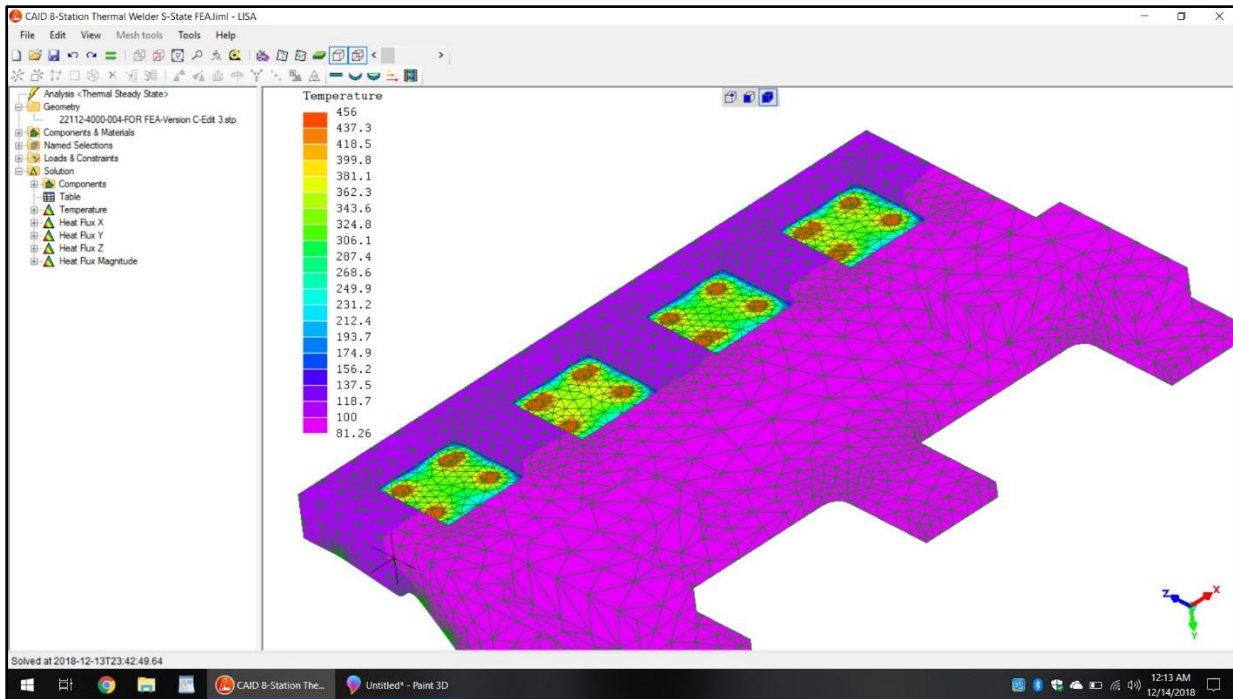 CAID 8-Station Thermal Welder S-State FEA.liml - LISA
File Edit View Mesh tools Tools Help
Analysis <Thermal Steady State>
Geometry
22112-4000-004-FOR FEA-Version C-Edit 3.stp
Components & Materials
Named Selections
Loads & Constraints
Solution
Components
Table
Temperature
Heat Flux X
Heat Flux Y
Heat Flux Z
Heat Flux Magnitude
Temperature
456
437.3
418.5
399.8
381.1
362.3
343.6
324.8
306.1
287.4
268.6
249.9
231.2
212.4
193.7
174.9
156.2
137.5
118.7
100
81.26
Z X
Y
Solved at 2018-12-13T23:42:49.64
CAID 8-Station The... Untitled* - Paint 3D 12:13 AM
12/14/2018